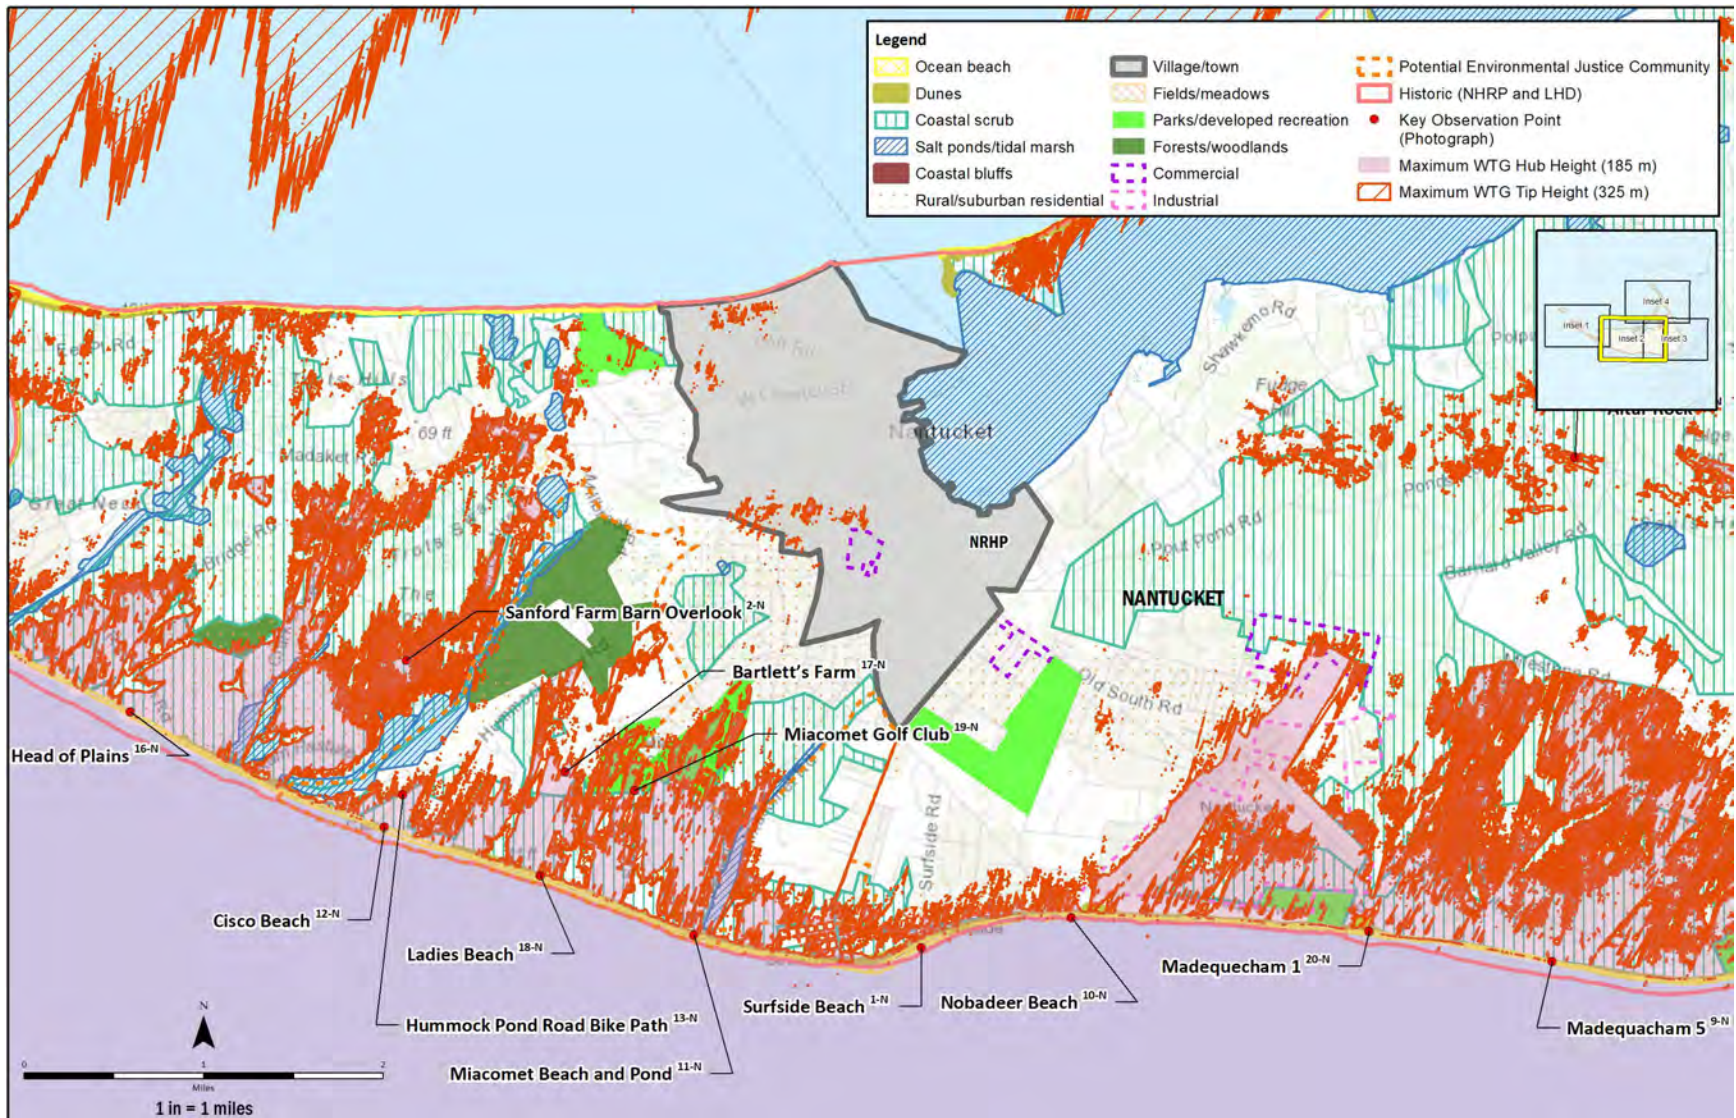 Legend
Ocean beach
Dunes
Coastal scrub
Salt ponds/tidal marsh
Coastal bluffs
Rural/suburban residential
Village/town
Fields/meadows
Parks/developed recreation
Forests/woodlands
Commercial
Industrial
Potential Environmental Justice Community
Historic (NHRP and LHD)
Key Observation Point
(Photograph)
Maximum WTG Hub Height (185 m)
Maximum WTG Tip Height (325 m)
Inset 4
Inset 1
Inset 2
Inset 3
Shawkemo Rd
Altar Rock
69 ft
Madaket Rd
Nantucket
Bridge Rd
Pout Pond Rd
Barnard Valley Rd
NRHP
NANTUCKET
Sanford Farm Barn Overlook 2-N
Bartlett's Farm 17-N
Milestone Rd
Old South Rd
Miacomet Golf Club 19-N
Head of Plains 16-N
Surfside Rd
Cisco Beach 12-N
Ladies Beach 18-N
Madequecham 1 20-N
Surfside Beach 1-N
Nobadeer Beach 10-N
Hummock Pond Road Bike Path 13-N
Madequacham 5 9-N
Miacomet Beach and Pond 11-N
N
0 1 2
Miles
1 in = 1 miles